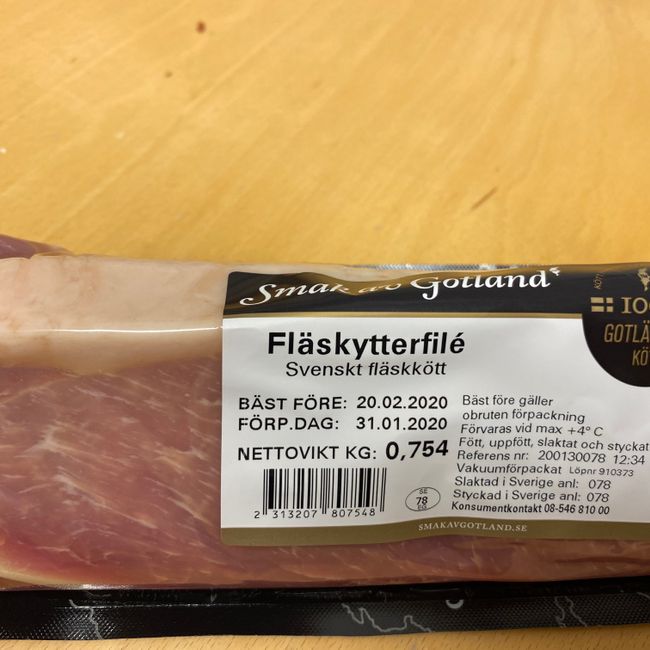 Smak av Gotland
100
GOTLÄ
KÖ
KÖTT
Fläskytterfilé
Svenskt fläskkött
BÄST FÖRE: 20.02.2020
FÖRP.DAG: 31.01.2020
NETTOVIKT KG: 0,754
Bäst före gäller
obruten förpackning
Förvaras vid max +4° C
Fött, uppfött, slaktat och styckat
Referens nr: 200130078 12:34
Vakuumförpackat Löpnr 910373
Slaktad i Sverige anl: 078
Styckad i Sverige anl: 078
Konsumentkontakt 08-546 810 00
2 313207 807548
SE
78
EG
SMAKAVGOTLAND.SE